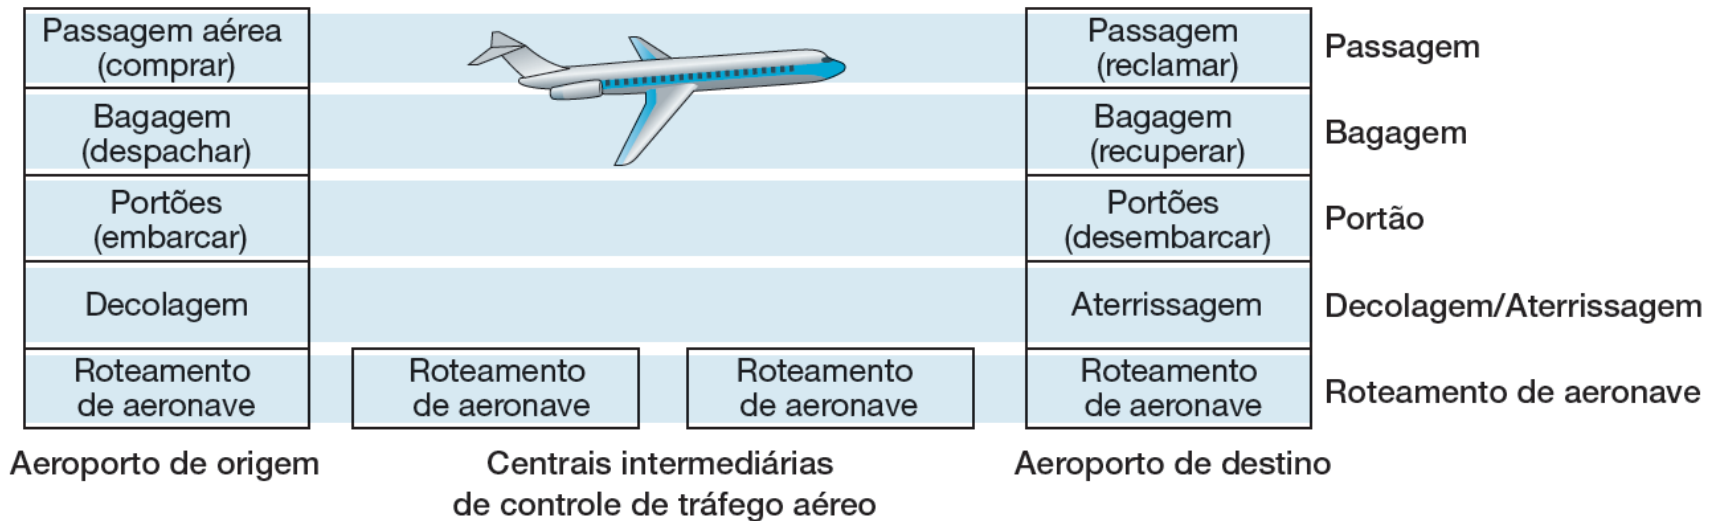 Passagem aérea
(comprar)
Passagem
(reclamar)
Passagem
Bagagem
(despachar)
Bagagem
(recuperar)
Bagagem
Portões
(embarcar)
Portões
(desembarcar)
Portão
Decolagem
Aterrissagem
Decolagem/Aterrissagem
Roteamento
de aeronave
Roteamento
de aeronave
Roteamento
de aeronave
Roteamento
de aeronave
Roteamento de aeronave
Aeroporto de origem
Centrais intermediárias
de controle de tráfego aéreo
Aeroporto de destino